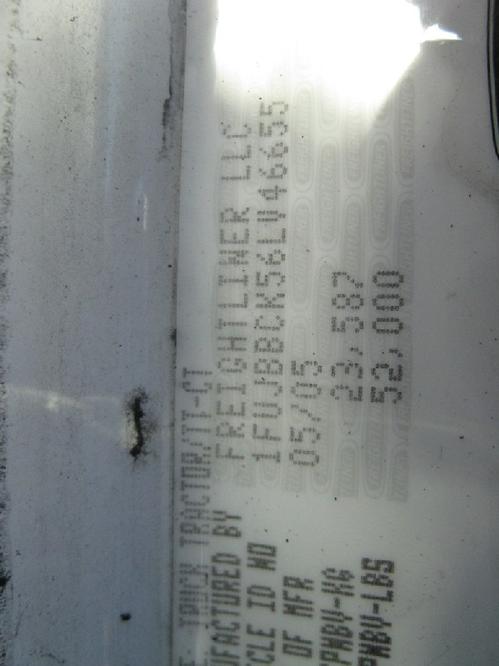 TRUCK TRACTOR/TT-CT
UFACTURED BY FREIGHTLINER LLC
CLE ID NO 1FUJBBCK56LV46655
OF MFR 05/05
PNBV-KG 23,587
PNBV-LBS 52,000